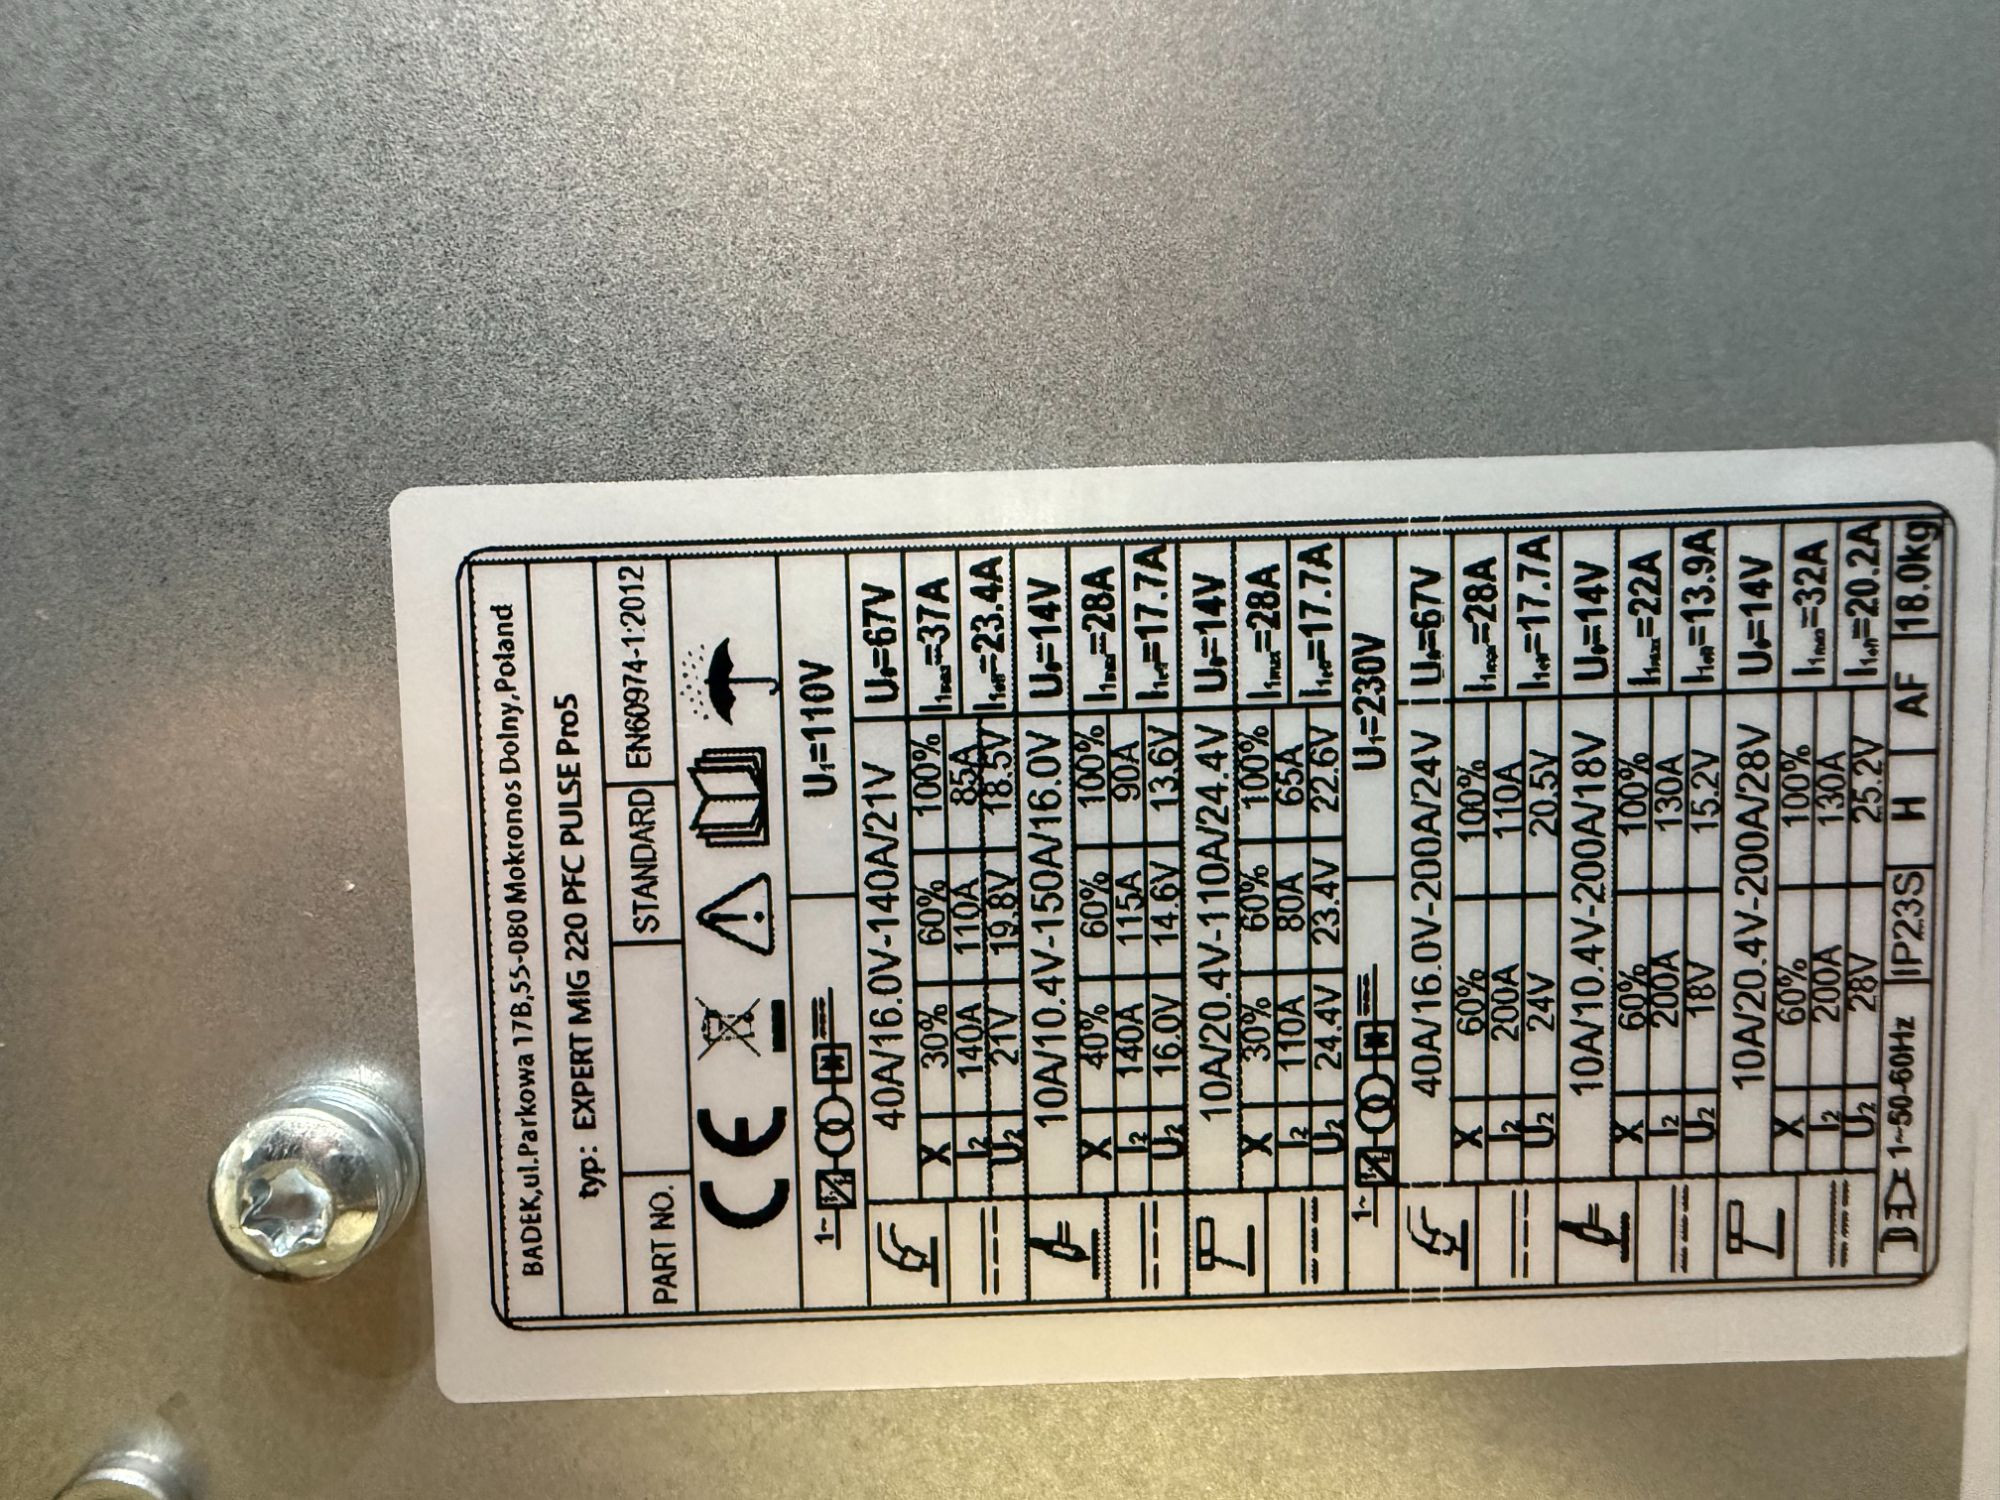 BADEK,ul.Parkowa 17B,55-080 Mokronos Dolny,Poland
typ: EXPERT MIG 220 PFC PULSE Pro5
PART NO. STANDARD EN60974-1:2012
CE
1~ U₁=110V
40A/16.0V-140A/21V U₀=67V
X 30% 60% 100% I₁max=37A
I₂ 140A 110A 85A I₁eff=23.4A
U₂ 21V 19.8V 18.5V
10A/10.4V-150A/16.0V U₀=14V
X 40% 60% 100% I₁max=28A
I₂ 140A 115A 90A I₁eff=17.7A
U₂ 16.0V 14.6V 13.6V
10A/20.4V-110A/24.4V U₀=14V
X 30% 60% 100% I₁max=28A
I₂ 110A 80A 65A I₁eff=17.7A
U₂ 24.4V 23.4V 22.6V
1~ U₁=230V
40A/16.0V-200A/24V U₀=67V
X 60% 100% I₁max=28A
I₂ 200A 110A I₁eff=17.7A
U₂ 24V 20.5V
10A/10.4V-200A/18V U₀=14V
X 60% 100% I₁max=22A
I₂ 200A 130A I₁eff=13.9A
U₂ 18V 15.2V
10A/20.4V-200A/28V U₀=14V
X 60% 100% I₁max=32A
I₂ 200A 130A I₁eff=20.2A
U₂ 28V 25.2V
1~50-60Hz IP23S H AF 18.0kg